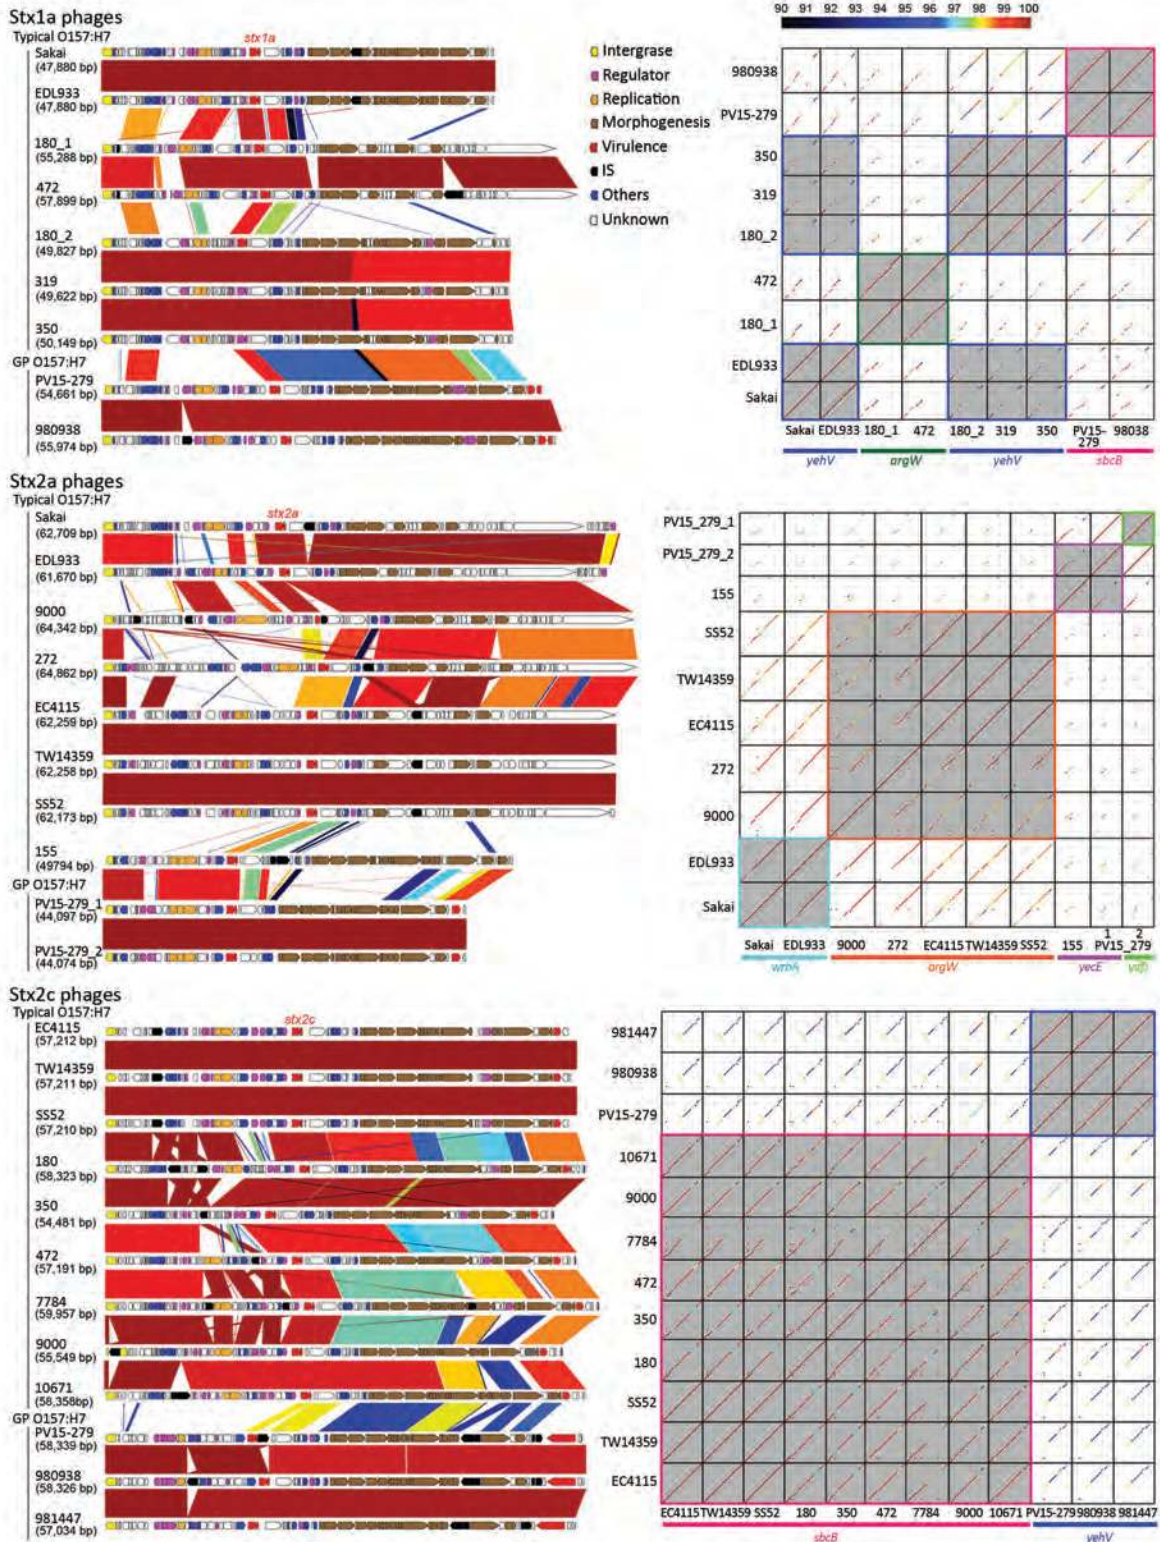 Stx1a phages
Typical O157:H7
Sakai
(47,880 bp)
stx1a
EDL933
(47,880 bp)
180_1
(55,288 bp)
472
(57,899 bp)
180_2
(49,827 bp)
319
(49,622 bp)
350
(50,149 bp)
GP O157:H7
PV15-279
(54,661 bp)
980938
(55,974 bp)
Intergrase
Regulator
Replication
Morphogenesis
Virulence
IS
Others
Unknown
90 91 92 93 94 95 96 97 98 99 100
980938
PV15-279
350
319
180_2
472
180_1
EDL933
Sakai
Sakai EDL933 180_1 472 180_2 319 350 PV15-279 98038
yehV argW yehV sbcB
Stx2a phages
Typical O157:H7
Sakai
(62,709 bp)
stx2a
EDL933
(61,670 bp)
9000
(64,342 bp)
272
(64,862 bp)
EC4115
(62,259 bp)
TW14359
(62,258 bp)
SS52
(62,173 bp)
155
(49794 bp)
GP O157:H7
PV15-279_1
(44,097 bp)
PV15-279_2
(44,074 bp)
PV15_279_1
PV15_279_2
155
SS52
TW14359
EC4115
272
9000
EDL933
Sakai
1 2
Sakai EDL933 9000 272 EC4115 TW14359 SS52 155 PV15_279
wrbA argW yecE
Stx2c phages
Typical O157:H7
EC4115
(57,212 bp)
stx2c
TW14359
(57,211 bp)
SS52
(57,210 bp)
180
(58,323 bp)
350
(54,481 bp)
472
(57,191 bp)
7784
(59,957 bp)
9000
(55,549 bp)
10671
(58,358bp)
GP O157:H7
PV15-279
(58,339 bp)
980938
(58,326 bp)
981447
(57,034 bp)
981447
980938
PV15-279
10671
9000
7784
472
350
180
SS52
TW14359
EC4115
EC4115 TW14359 SS52 180 350 472 7784 9000 10671 PV15-279 980938 981447
sbcB yehV